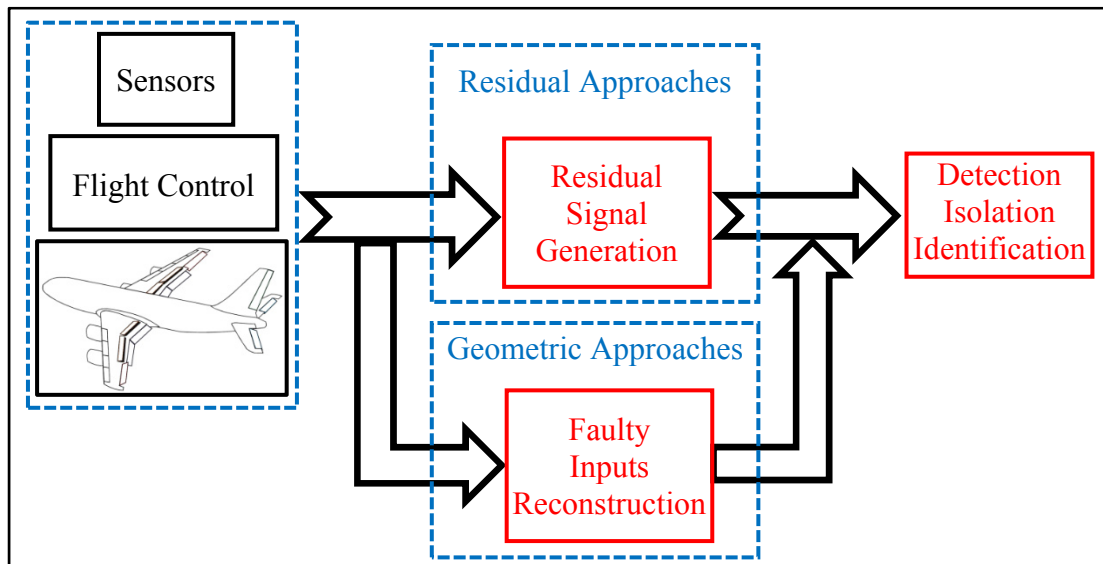 Sensors
Flight Control
Residual Approaches
Residual
Signal
Generation
Geometric Approaches
Faulty
Inputs
Reconstruction
Detection
Isolation
Identification